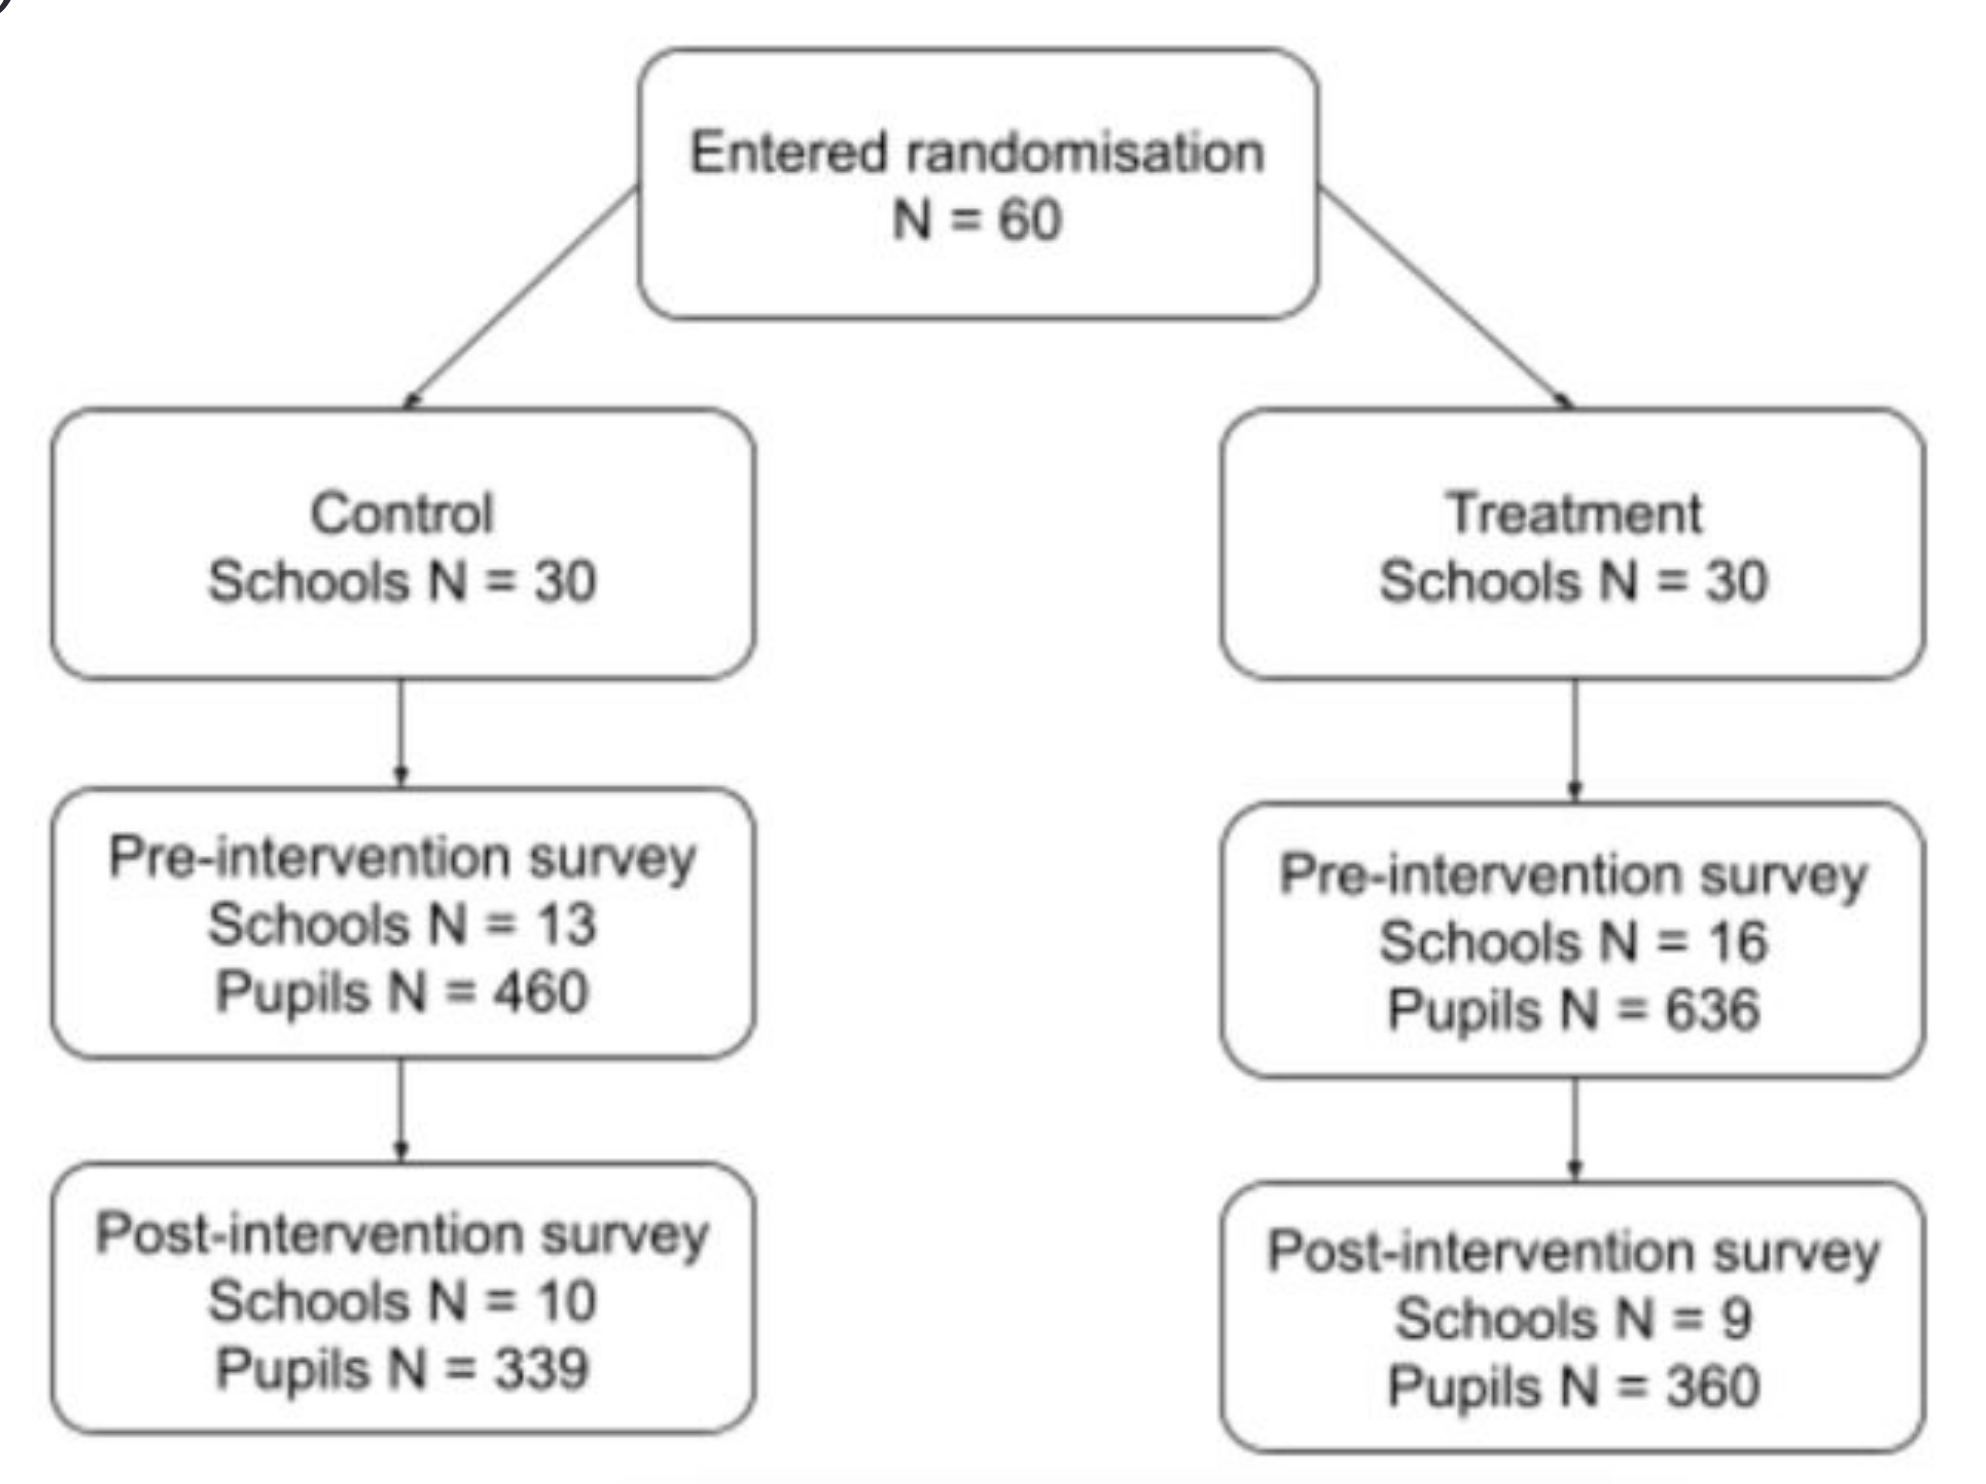 Entered randomisation
N = 60
Control
Schools N = 30
Treatment
Schools N = 30
Pre-intervention survey
Schools N = 13
Pupils N = 460
Pre-intervention survey
Schools N = 16
Pupils N = 636
Post-intervention survey
Schools N = 10
Pupils N = 339
Post-intervention survey
Schools N = 9
Pupils N = 360